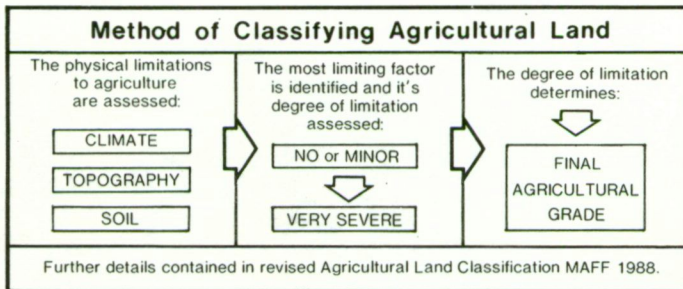 Method of Classifying Agricultural Land
The physical limitations
to agriculture
are assessed:
CLIMATE
TOPOGRAPHY
SOIL
The most limiting factor
is identified and it's
degree of limitation
assessed:
NO or MINOR
VERY SEVERE
The degree of limitation
determines:
FINAL
AGRICULTURAL
GRADE
Further details contained in revised Agricultural Land Classification MAFF 1988.